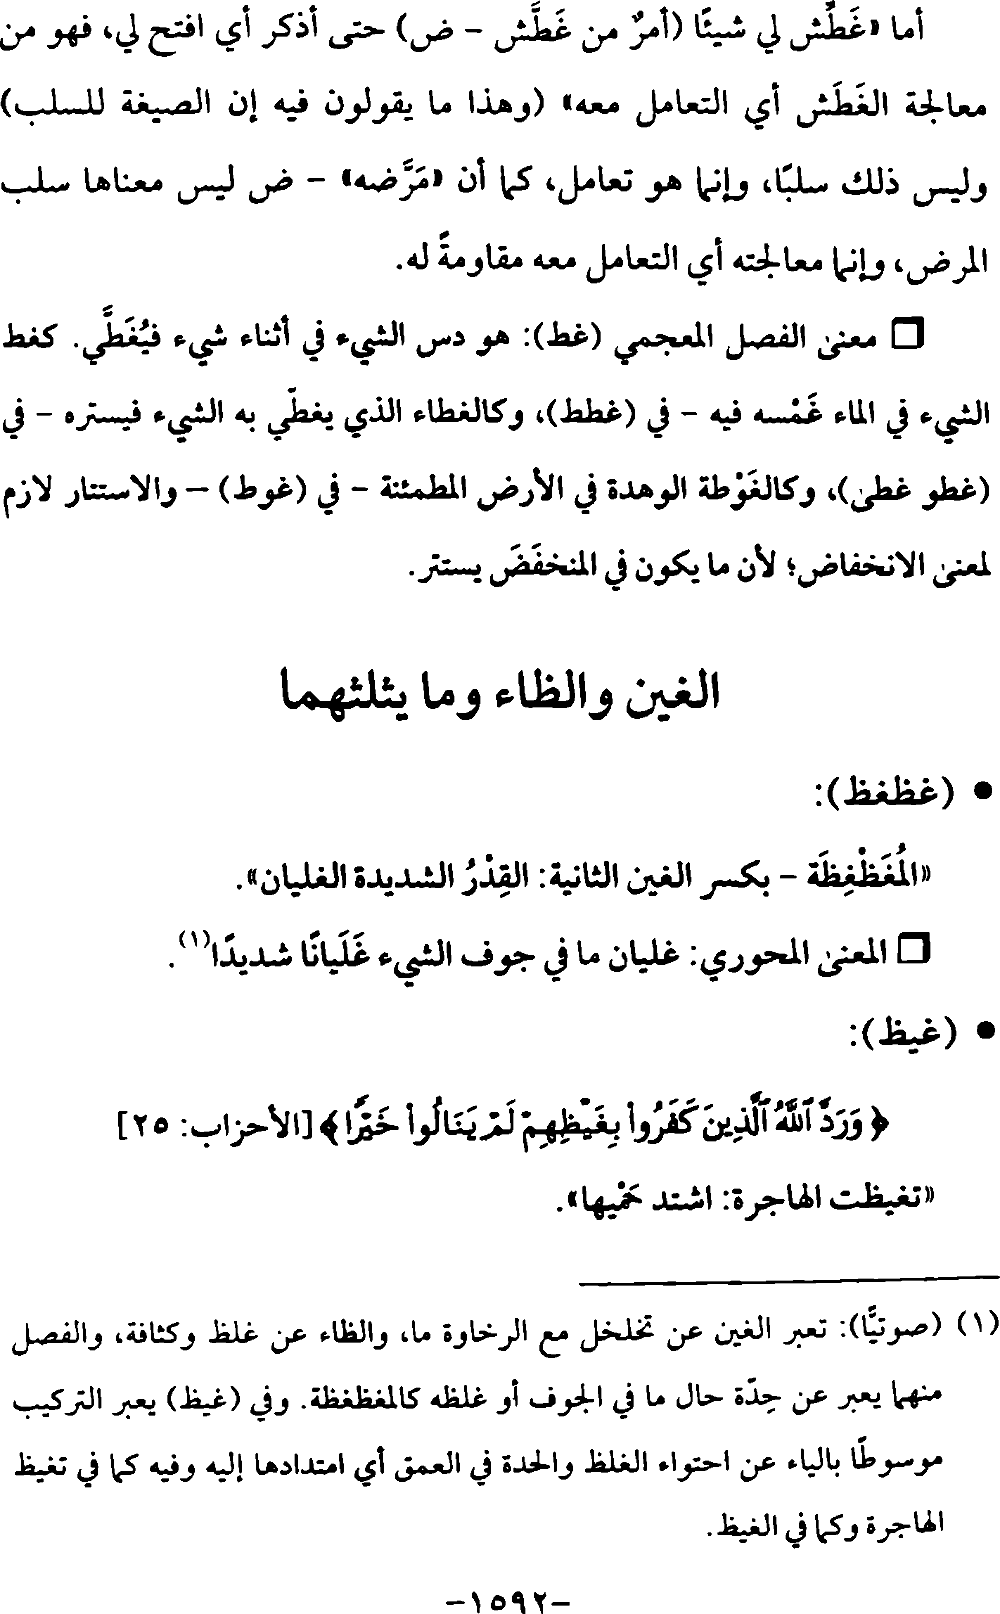 أما «غَطِّش لي شيئًا (أمرٌ من غَطَّش - ض) حتى أذكر أي افتح لي، فهو من
معالجة الغَطَش أي التعامل معه» (وهذا ما يقولون فيه إن الصيغة للسلب)
وليس ذلك سلبًا، وإنما هو تعامل، كما أن «مَرَّضه» - ض ليس معناها سلب
المرض، وإنما معالجته أي التعامل معه مقاومةً له.
□ معنى الفصل المعجمي (غط): هو دس الشيء في أثناء شيء فيُغَطَّي. كغط
الشيء في الماء غَمْسه فيه - في (غطط)، وكالغطاء الذي يغطّي به الشيء فيستره - في
(غطو غطى)، وكالغَوْطة الوهدة في الأرض المطمئنة - في (غوط) – والاستتار لازم
لمعنى الانخفاض؛ لأن ما يكون في المنخفَضَ يستتر.
الغين والظاء وما يثلثهما
• (غظغظ):
«المُغَظْغِظَة - بكسر الغين الثانية: القِدْرُ الشديدة الغليان».
□ المعنى المحوري: غليان ما في جوف الشيء غَلَيانًا شديدًا(١).
• (غيظ):
﴿وَرَدَّ ٱللَّهُ ٱلَّذِينَ كَفَرُوا۟ بِغَيْظِهِمْ لَمْ يَنَالُوا۟ خَيْرًا﴾ [الأحزاب: ٢٥]
«تغيظت الهاجرة: اشتد حَمْيها».
(١) (صوتيًّا): تعبر الغين عن تخلخل مع الرخاوة ما، والظاء عن غلظ وكثافة، والفصل
منهما يعبر عن حِدّة حال ما في الجوف أو غلظه كالمغظغظة. وفي (غيظ) يعبر التركيب
موسوطًا بالياء عن احتواء الغلظ والحدة في العمق أي امتدادها إليه وفيه كما في تغيظ
الهاجرة وكما في الغيظ.
-١٥٩٢-